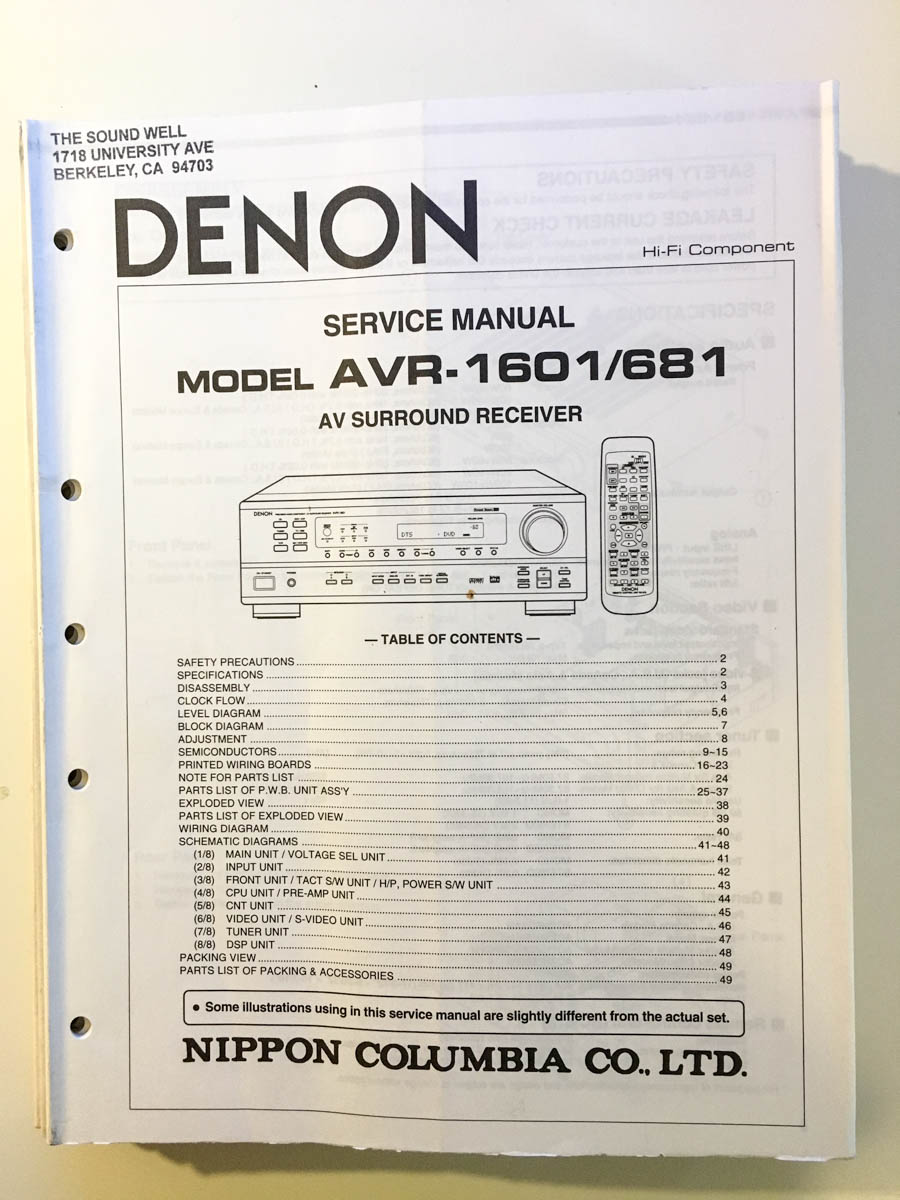 THE SOUND WELL
1718 UNIVERSITY AVE
BERKELEY, CA 94703
DENON
Hi-Fi Component
SERVICE MANUAL
MODEL AVR-1601/681
AV SURROUND RECEIVER
DENON
DTS · DVD
DENON
— TABLE OF CONTENTS —
SAFETY PRECAUTIONS 2
SPECIFICATIONS 2
DISASSEMBLY 3
CLOCK FLOW 4
LEVEL DIAGRAM 5,6
BLOCK DIAGRAM 7
ADJUSTMENT 8
SEMICONDUCTORS 9~15
PRINTED WIRING BOARDS 16~23
NOTE FOR PARTS LIST 24
PARTS LIST OF P.W.B. UNIT ASS'Y 25~37
EXPLODED VIEW 38
PARTS LIST OF EXPLODED VIEW 39
WIRING DIAGRAM 40
SCHEMATIC DIAGRAMS 41~48
(1/8) MAIN UNIT / VOLTAGE SEL UNIT 41
(2/8) INPUT UNIT 42
(3/8) FRONT UNIT / TACT S/W UNIT / H/P, POWER S/W UNIT 43
(4/8) CPU UNIT / PRE-AMP UNIT 44
(5/8) CNT UNIT 45
(6/8) VIDEO UNIT / S-VIDEO UNIT 46
(7/8) TUNER UNIT 47
(8/8) DSP UNIT 48
PACKING VIEW 49
PARTS LIST OF PACKING & ACCESSORIES 49
● Some illustrations using in this service manual are slightly different from the actual set.
NIPPON COLUMBIA CO., LTD.